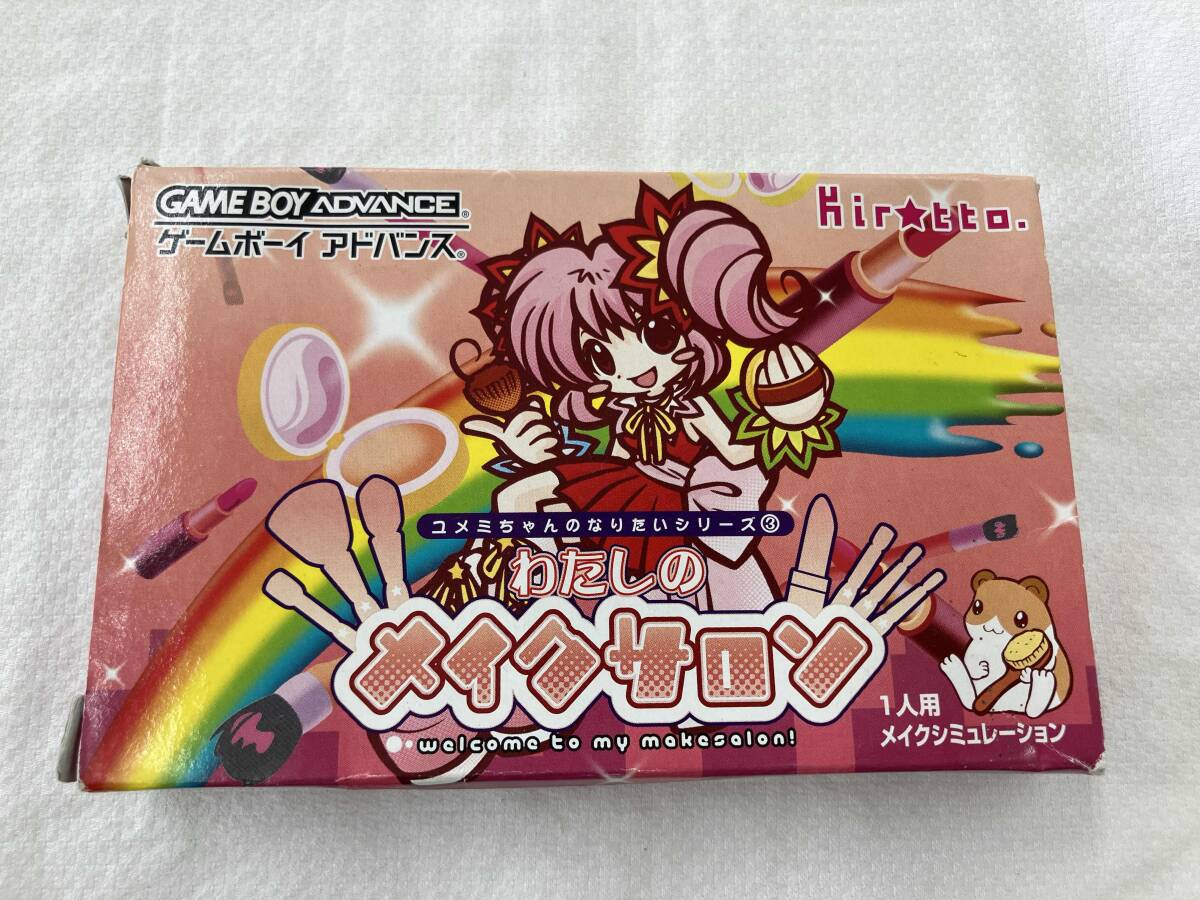 GAME BOY ADVANCE®
ゲームボーイ アドバンス®
Kir★tto.
ユメミちゃんのなりたいシリーズ③
わたしの
メイクサロン
welcome to my makesalon!
1人用
メイクシミュレーション